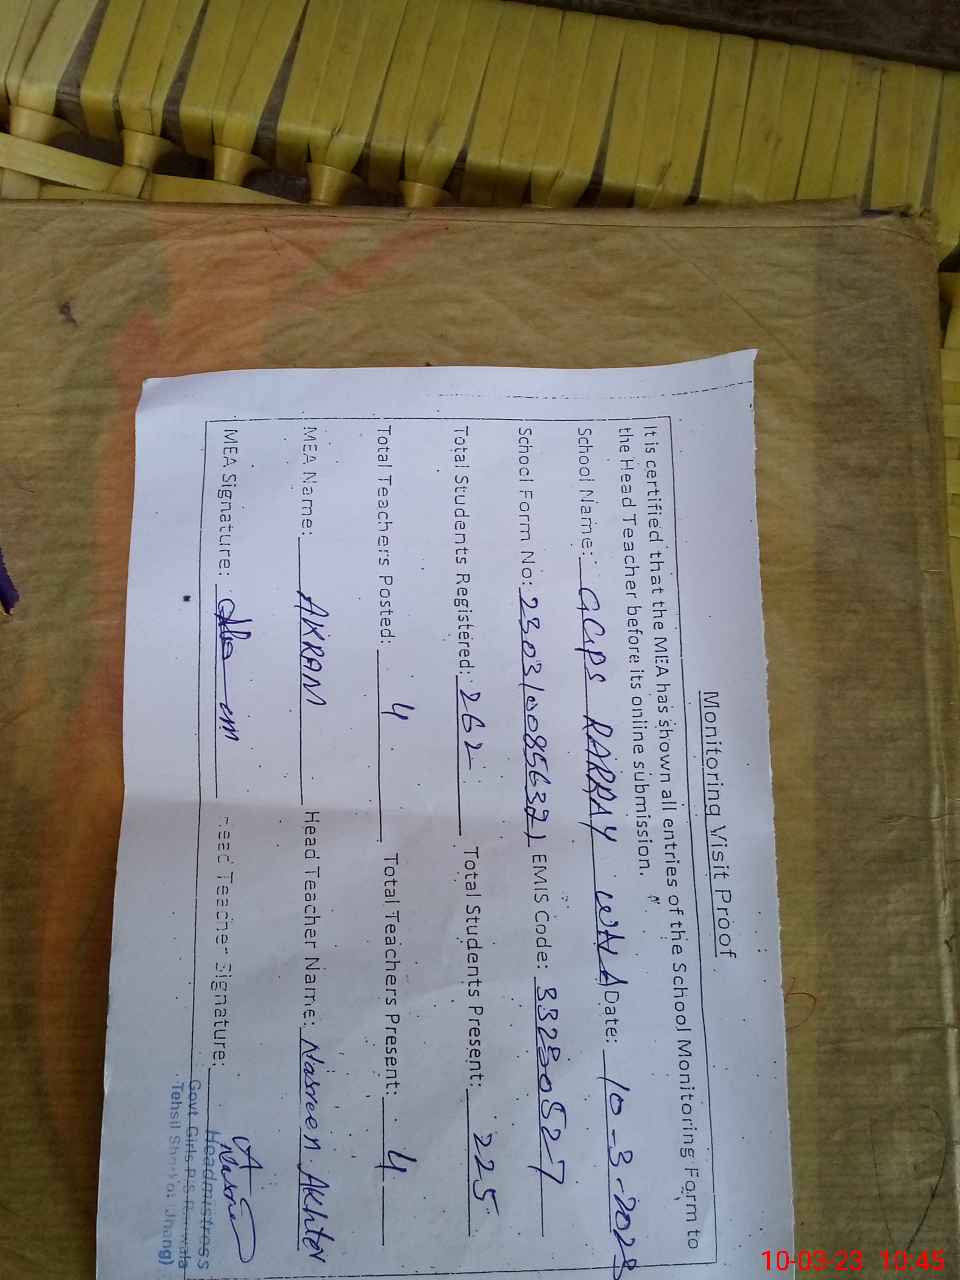 Monitoring Visit Proof
It is certified that the MEA has shown all entries of the School Monitoring Form to
the Head Teacher before its online submission.
School Name: GGPS RARRAY WALA Date: 10-3-2023
School Form No: EMIS Code: 33250527
Total Students Registered: 262 Total Students Present: 225
Total Teachers Posted: 4 Total Teachers Present: 4
MEA Name: AKRAM Head Teacher Name: Nasreen Akhter
MEA Signature: Head Teacher Signature:
Headmistress
Govt. Girls P/S
Tehsil Jhang)
10-03-23 10:45